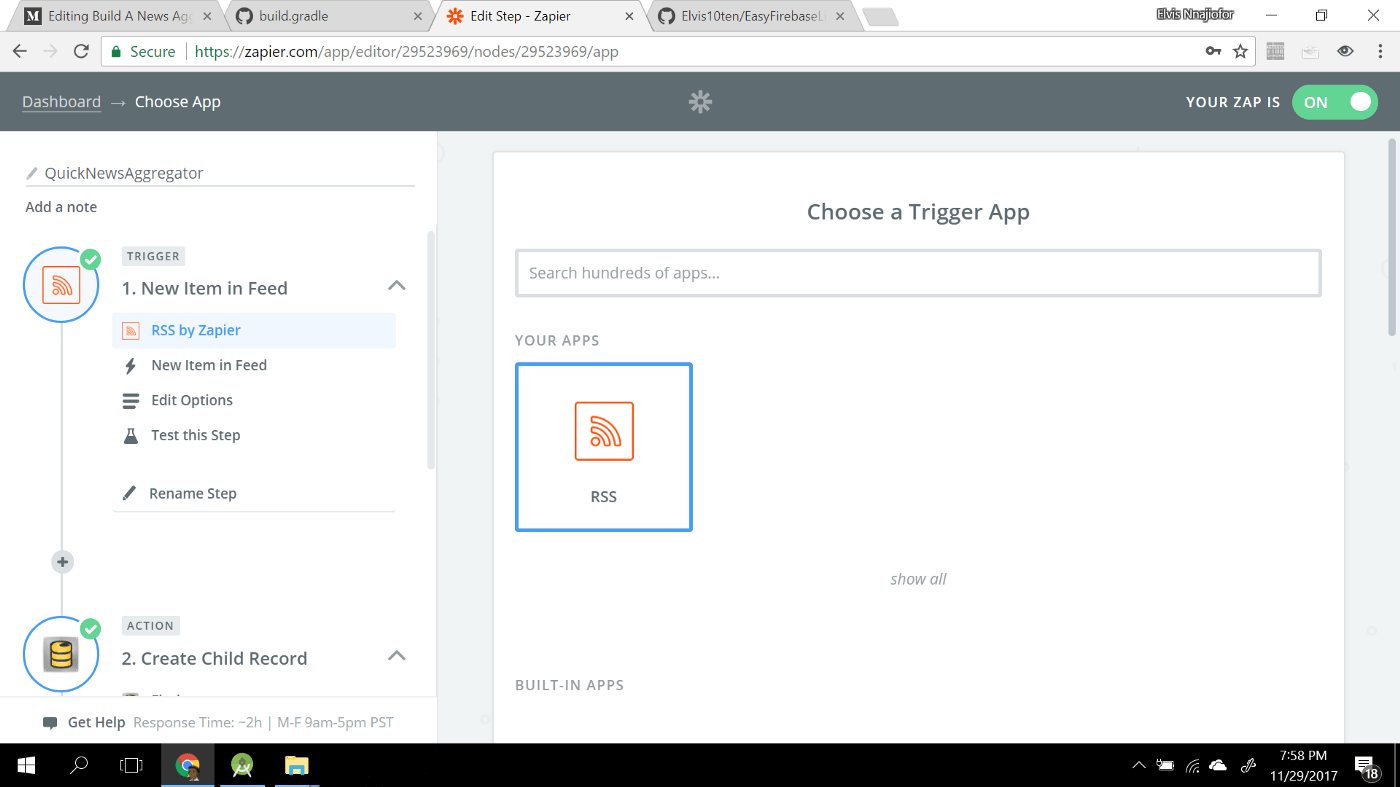 Editing Build A News Ag
build.gradle
Edit Step - Zapier
Elvis10ten/EasyFirebaseL
Elvis Nnajiofor
Secure https://zapier.com/app/editor/29523969/nodes/29523969/app
Dashboard → Choose App
YOUR ZAP IS ON
QuickNewsAggregator
Add a note
TRIGGER
1. New Item in Feed
RSS by Zapier
New Item in Feed
Edit Options
Test this Step
Rename Step
ACTION
2. Create Child Record
Get Help Response Time: ~2h | M-F 9am-5pm PST
Choose a Trigger App
Search hundreds of apps...
YOUR APPS
RSS
show all
BUILT-IN APPS
7:58 PM
11/29/2017
18